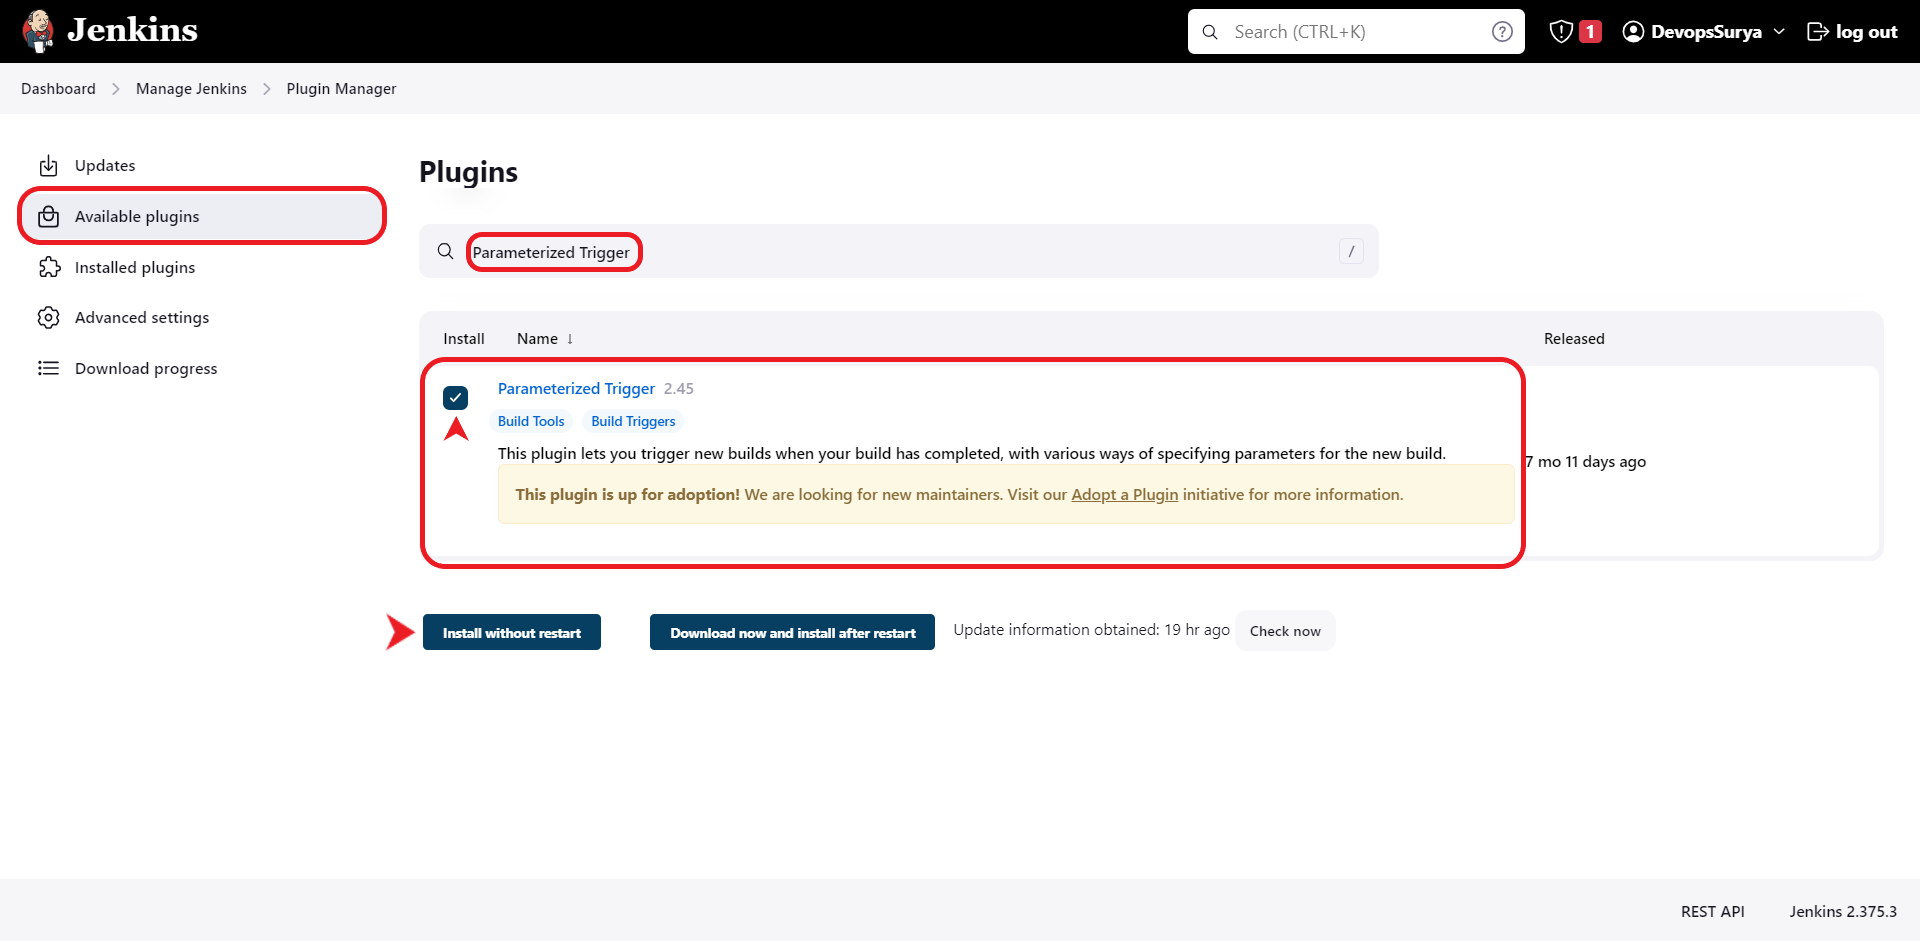 Jenkins
Search (CTRL+K)
?
1
DevopsSurya
log out
Dashboard
Manage Jenkins
Plugin Manager
Updates
Available plugins
Installed plugins
Advanced settings
Download progress
Plugins
Parameterized Trigger
/
Install Name ↓ Released
Parameterized Trigger 2.45
Build Tools Build Triggers
This plugin lets you trigger new builds when your build has completed, with various ways of specifying parameters for the new build.
This plugin is up for adoption! We are looking for new maintainers. Visit our Adopt a Plugin initiative for more information.
7 mo 11 days ago
Install without restart
Download now and install after restart
Update information obtained: 19 hr ago
Check now
REST API
Jenkins 2.375.3